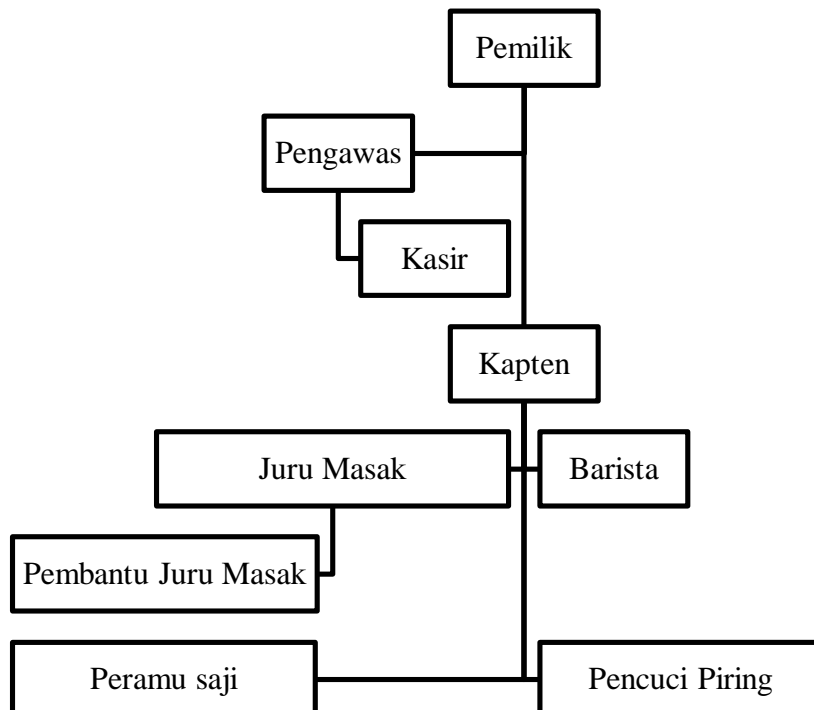 Pemilik
Pengawas
Kasir
Kapten
Juru Masak
Barista
Pembantu Juru Masak
Peramu saji
Pencuci Piring